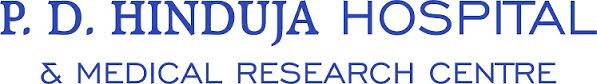 P. D. HINDUJA HOSPITAL
& MEDICAL RESEARCH CENTRE